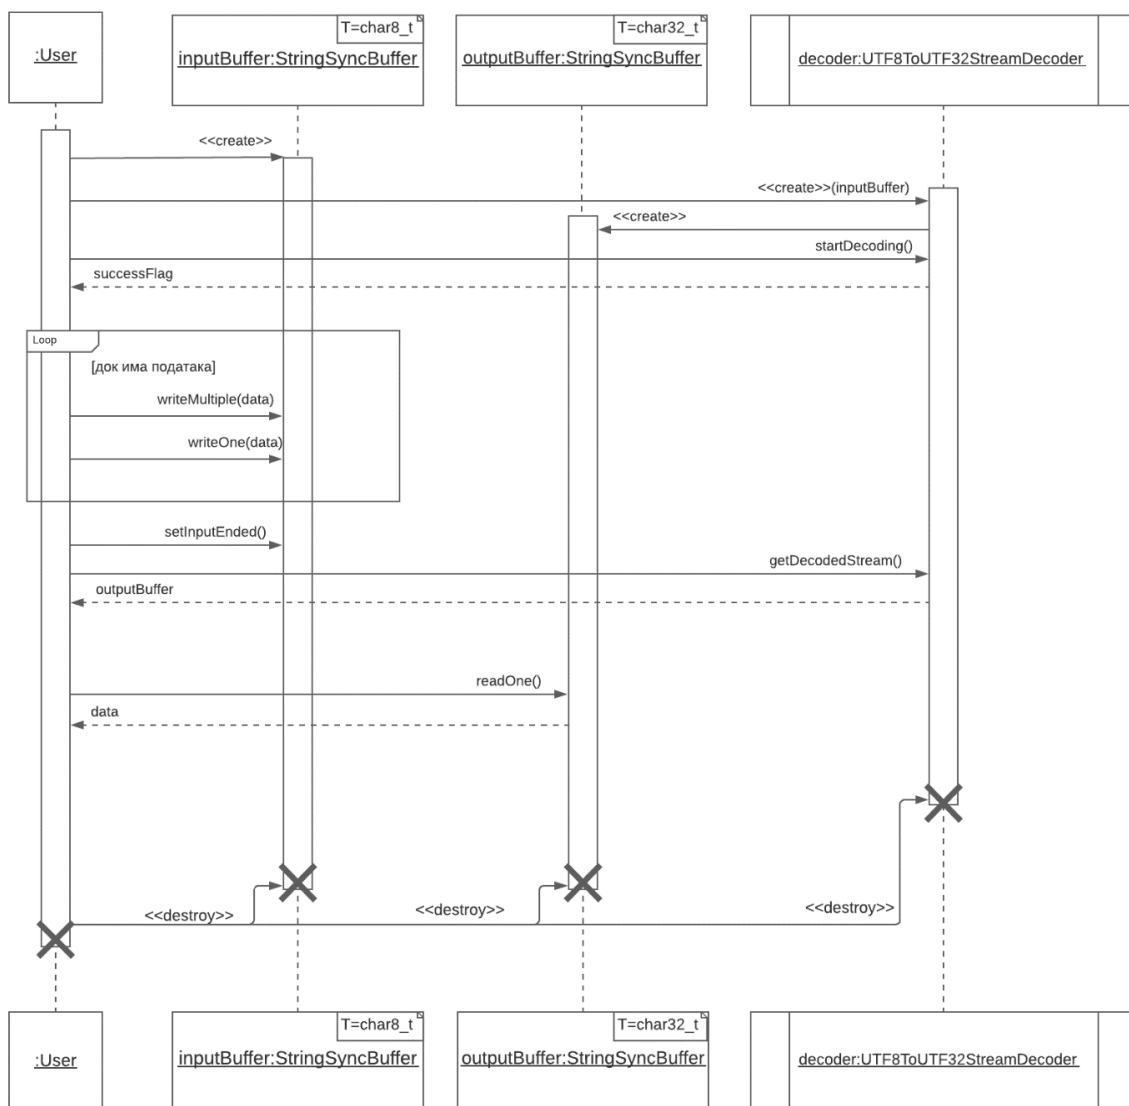 :User
T=char8_t
inputBuffer:StringSyncBuffer
T=char32_t
outputBuffer:StringSyncBuffer
decoder:UTF8ToUTF32StreamDecoder
<<create>>
<<create>>(inputBuffer)
<<create>>
startDecoding()
successFlag
Loop
[док има података]
writeMultiple(data)
writeOne(data)
setInputEnded()
getDecodedStream()
outputBuffer
readOne()
data
<<destroy>>
<<destroy>>
<<destroy>>
:User
T=char8_t
inputBuffer:StringSyncBuffer
T=char32_t
outputBuffer:StringSyncBuffer
decoder:UTF8ToUTF32StreamDecoder